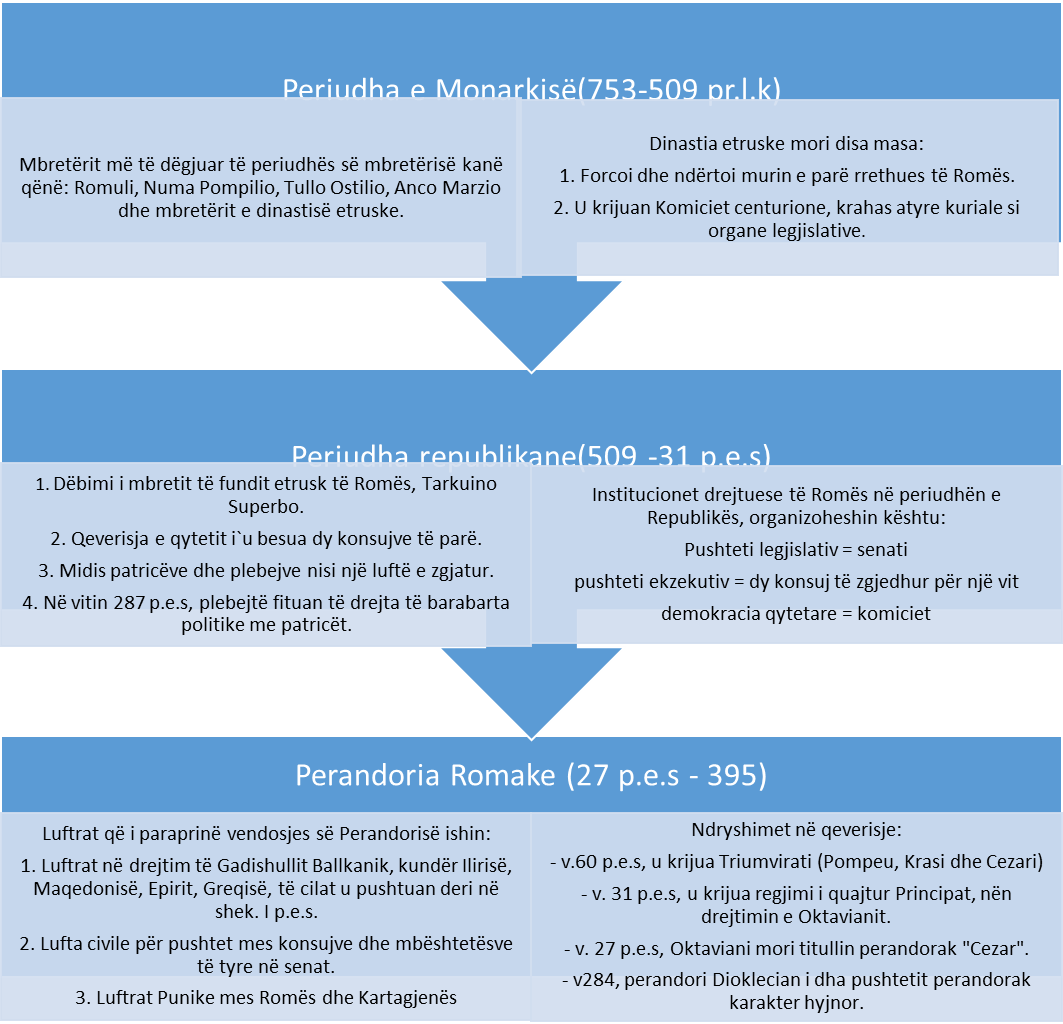 Periudha e Monarkisë(753-509 pr.l.k)
Mbretërit më të dëgjuar të periudhës së mbretërisë kanë
qënë: Romuli, Numa Pompilio, Tullo Ostilio, Anco Marzio
dhe mbretërit e dinastisë etruske.
Dinastia etruske mori disa masa:
1. Forcoi dhe ndërtoi murin e parë rrethues të Romës.
2. U krijuan Komiciet centurione, krahas atyre kuriale si
organe legjislative.
Periudha republikane(509 -31 p.e.s)
1. Dëbimi i mbretit të fundit etrusk të Romës, Tarkuino
Superbo.
2. Qeverisja e qytetit i`u besua dy konsujve të parë.
3. Midis patricëve dhe plebejve nisi një luftë e zgjatur.
4. Në vitin 287 p.e.s, plebejtë fituan të drejta të barabarta
politike me patricët.
Institucionet drejtuese të Romës në periudhën e
Republikës, organizoheshin kështu:
Pushteti legjislativ = senati
pushteti ekzekutiv = dy konsuj të zgjedhur për një vit
demokracia qytetare = komiciet
Perandoria Romake (27 p.e.s - 395)
Luftrat që i paraprinë vendosjes së Perandorisë ishin:
1. Luftrat në drejtim të Gadishullit Ballkanik, kundër Ilirisë,
Maqedonisë, Epirit, Greqisë, të cilat u pushtuan deri në
shek. I p.e.s.
2. Lufta civile për pushtet mes konsujve dhe mbështetësve
të tyre në senat.
3. Luftrat Punike mes Romës dhe Kartagjenës
Ndryshimet në qeverisje:
- v.60 p.e.s, u krijua Triumvirati (Pompeu, Krasi dhe Cezari)
- v. 31 p.e.s, u krijua regjimi i quajtur Principat, nën
drejtimin e Oktavianit.
- v. 27 p.e.s, Oktaviani mori titullin perandorak "Cezar".
- v284, perandori Dioklecian i dha pushtetit perandorak
karakter hyjnor.